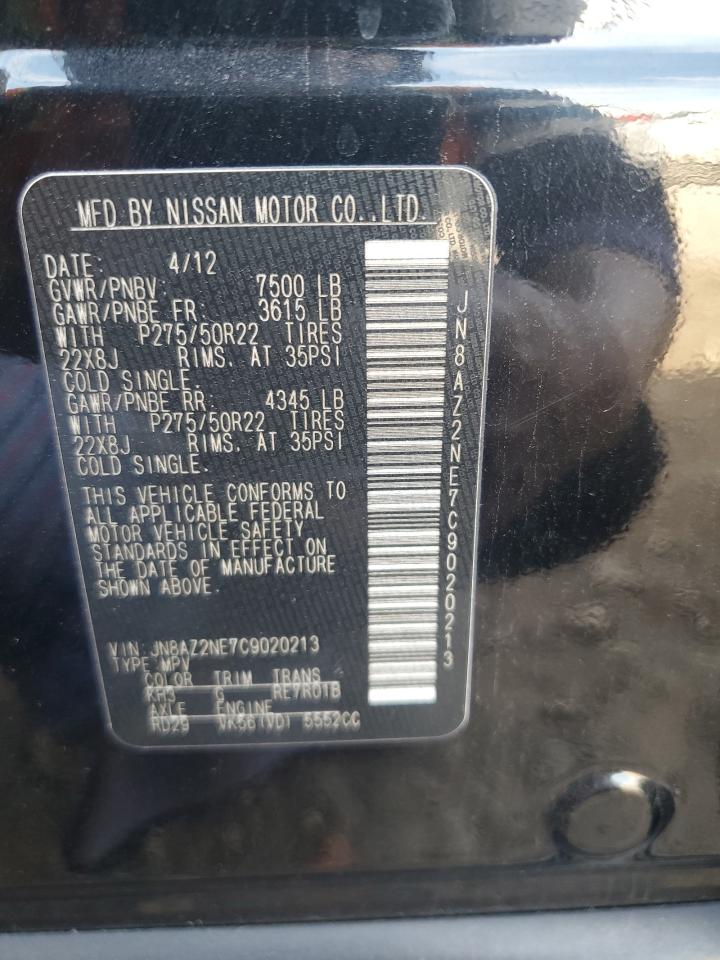 MFD BY NISSAN MOTOR CO.,LTD.
DATE: 4/12
GVWR/PNBV: 7500 LB
GAWR/PNBE FR: 3615 LB
WITH P275/50R22 TIRES
22X8J RIMS, AT 35PSI
COLD SINGLE.
GAWR/PNBE RR: 4345 LB
WITH P275/50R22 TIRES
22X8J RIMS, AT 35PSI
COLD SINGLE.
THIS VEHICLE CONFORMS TO
ALL APPLICABLE FEDERAL
MOTOR VEHICLE SAFETY
STANDARDS IN EFFECT ON
THE DATE OF MANUFACTURE
SHOWN ABOVE.
VIN: JN8AZ2NE7C9020213
TYPE: MPV
COLOR TRIM TRANS
KH3 G RE7R01B
AXLE ENGINE
RD29 VK56(VD) 5552CC
JN8AZ2NE7C9020213